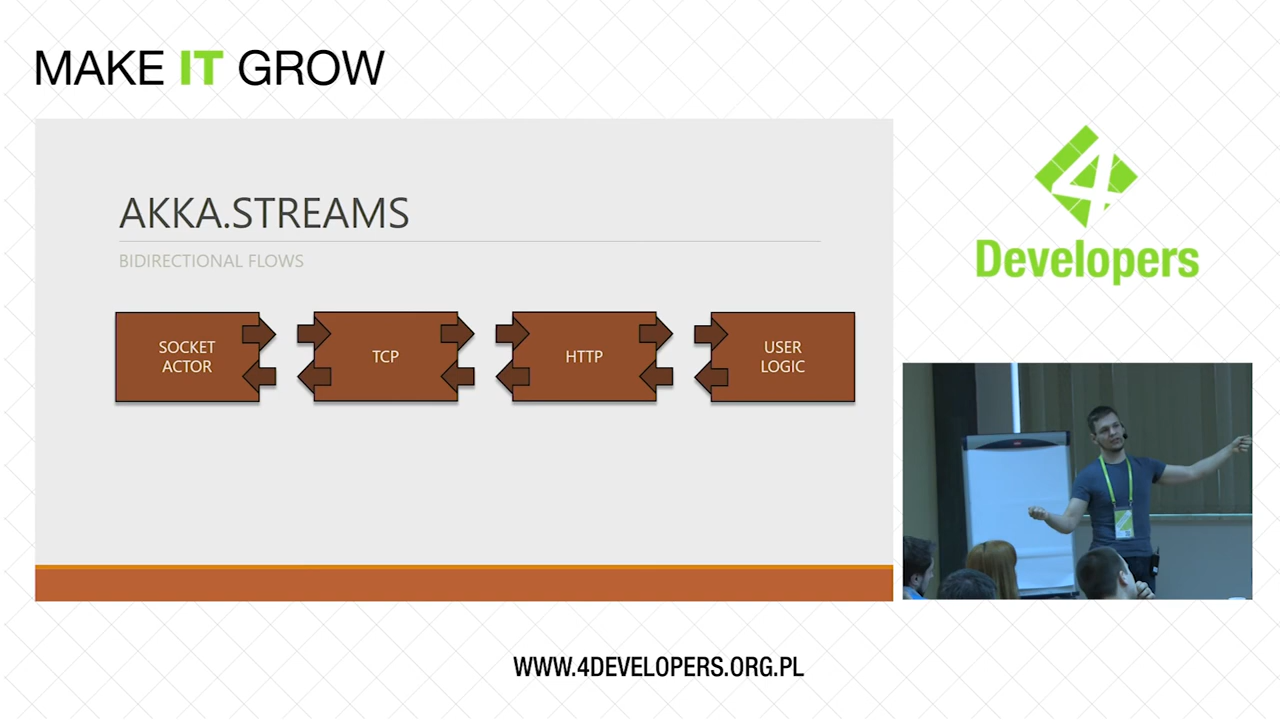 MAKE IT GROW
AKKA.STREAMS
BIDIRECTIONAL FLOWS
SOCKET
ACTOR
TCP
HTTP
USER
LOGIC
4
Developers
WWW.4DEVELOPERS.ORG.PL